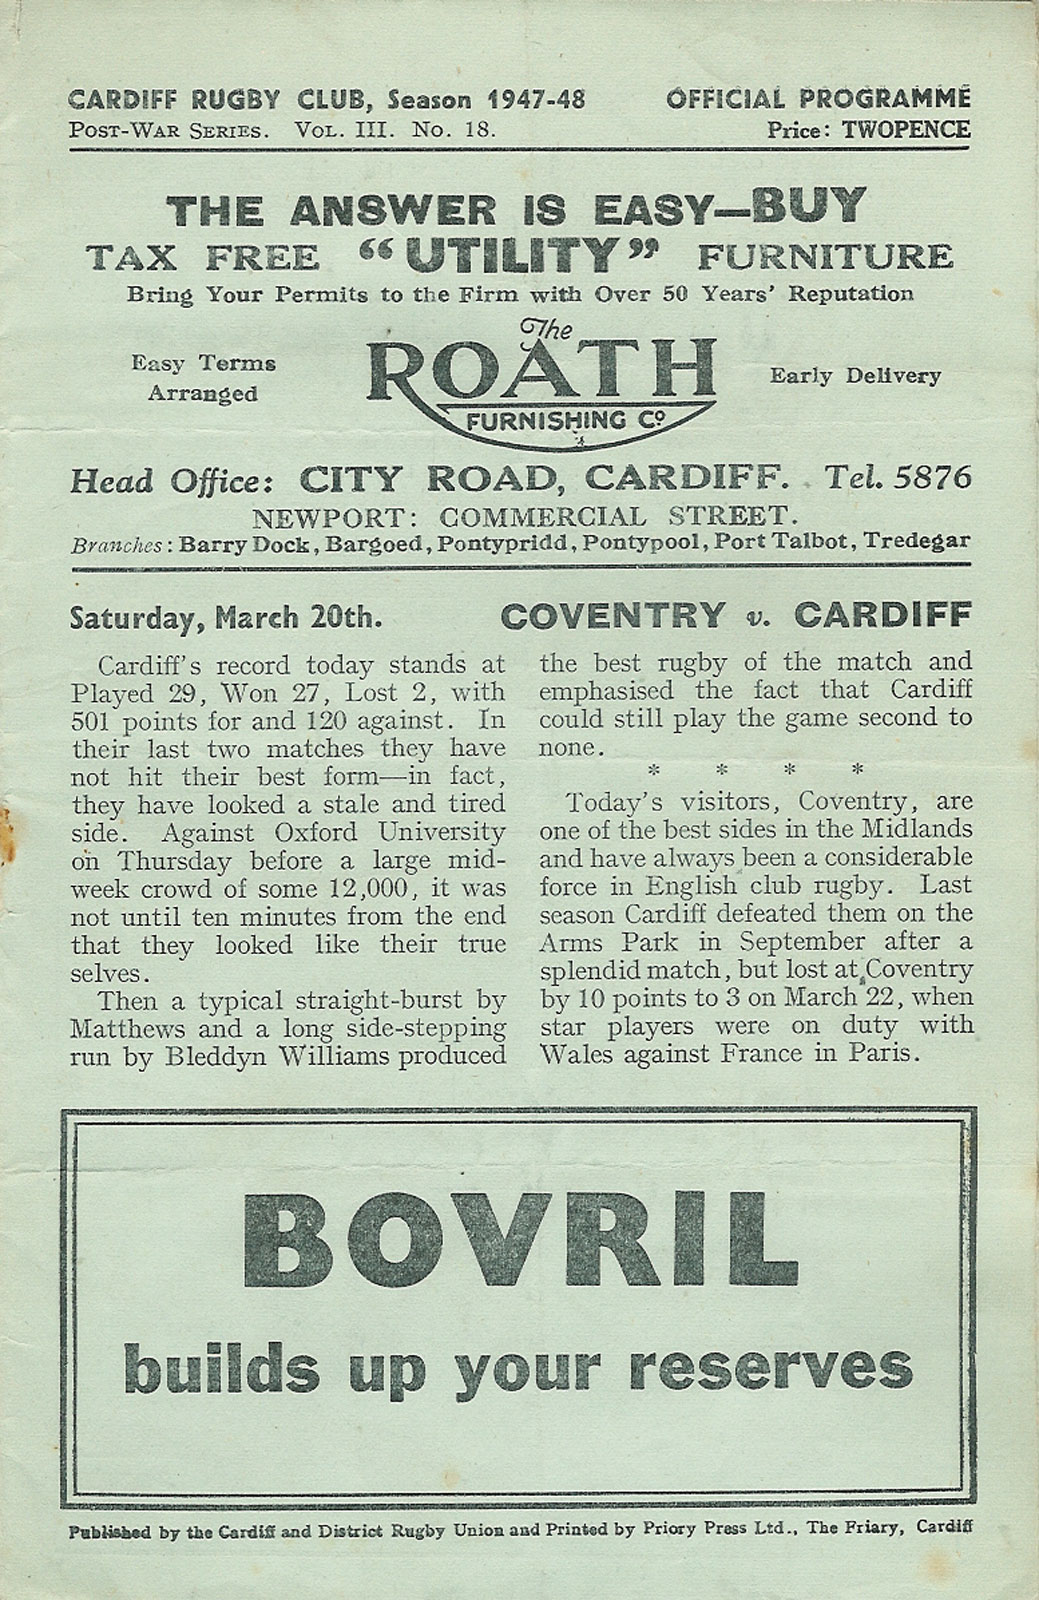 CARDIFF RUGBY CLUB, Season 1947-48 OFFICIAL PROGRAMME
POST-WAR SERIES. VOL. III. NO. 18. Price: TWOPENCE
THE ANSWER IS EASY—BUY
TAX FREE "UTILITY" FURNITURE
Bring Your Permits to the Firm with Over 50 Years' Reputation
Easy Terms
Arranged
The
ROATH
FURNISHING Co.
Early Delivery
Head Office: CITY ROAD, CARDIFF. Tel. 5876
NEWPORT: COMMERCIAL STREET.
Branches: Barry Dock, Bargoed, Pontypridd, Pontypool, Port Talbot, Tredegar
Saturday, March 20th. COVENTRY v. CARDIFF
Cardiff's record today stands at
Played 29, Won 27, Lost 2, with
501 points for and 120 against. In
their last two matches they have
not hit their best form—in fact,
they have looked a stale and tired
side. Against Oxford University
on Thursday before a large mid-
week crowd of some 12,000, it was
not until ten minutes from the end
that they looked like their true
selves.
Then a typical straight-burst by
Matthews and a long side-stepping
run by Bleddyn Williams produced
the best rugby of the match and
emphasised the fact that Cardiff
could still play the game second to
none.
* * * *
Today's visitors, Coventry, are
one of the best sides in the Midlands
and have always been a considerable
force in English club rugby. Last
season Cardiff defeated them on the
Arms Park in September after a
splendid match, but lost at Coventry
by 10 points to 3 on March 22, when
star players were on duty with
Wales against France in Paris.
BOVRIL
builds up your reserves
Published by the Cardiff and District Rugby Union and Printed by Priory Press Ltd., The Friary, Cardiff